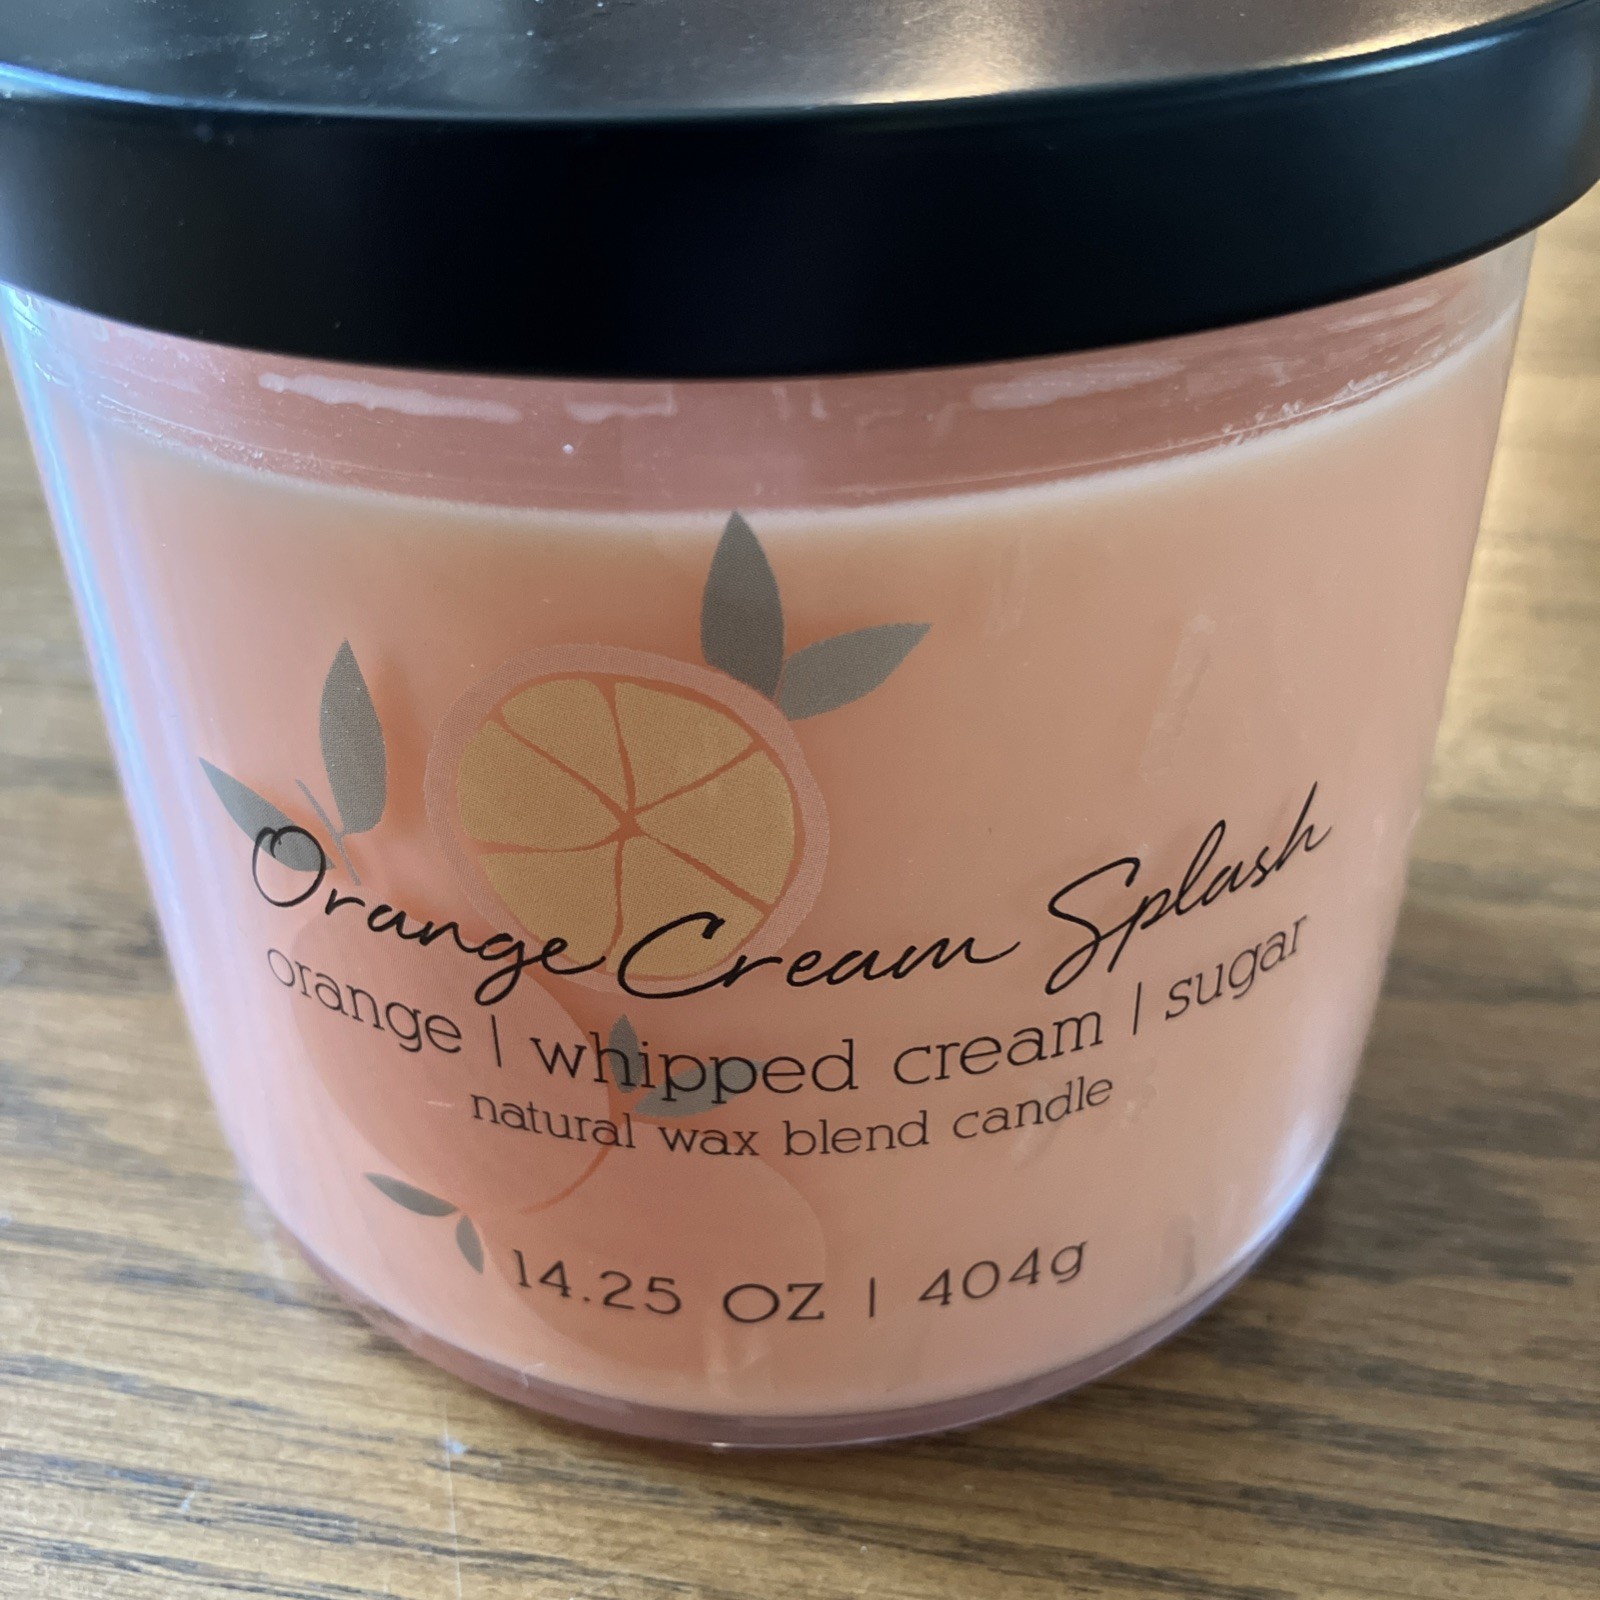 Orange Cream Splash
orange | whipped cream | sugar
natural wax blend candle
14.25 OZ | 404g